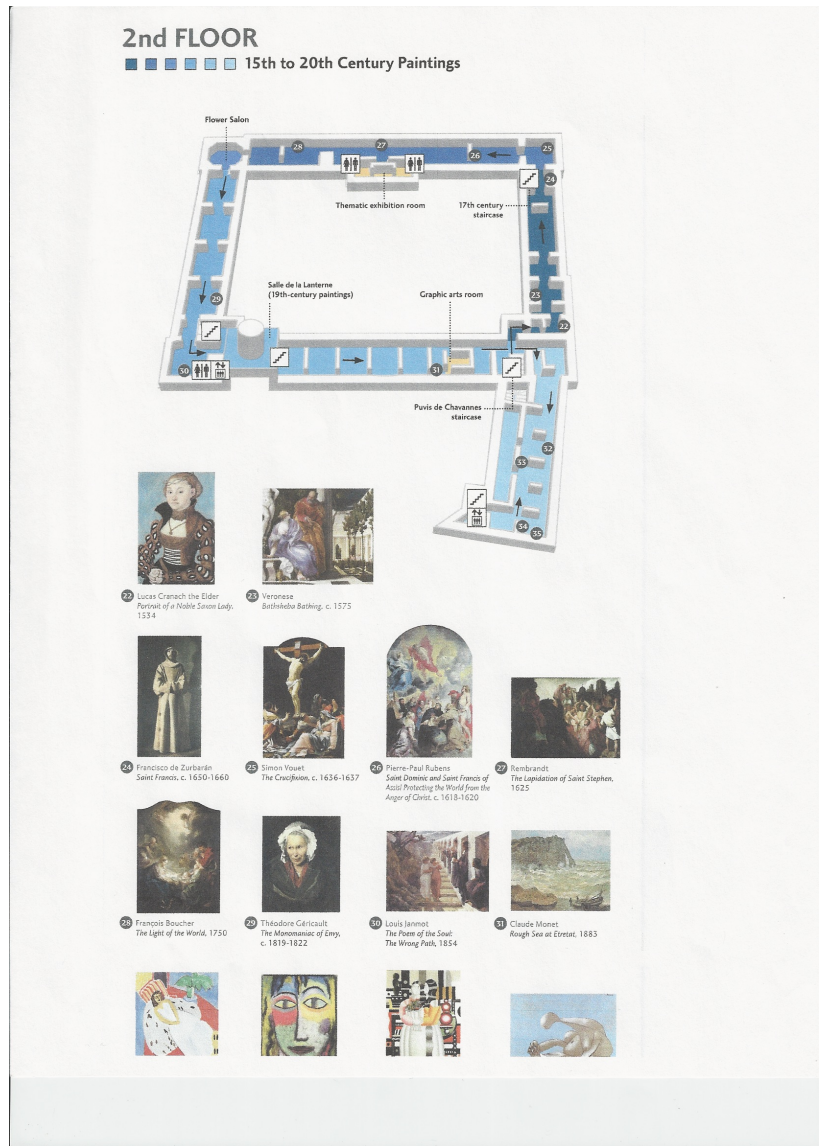 2nd FLOOR
15th to 20th Century Paintings
Flower Salon
28
27
26
25
24
Thematic exhibition room
17th century
staircase
Salle de la Lanterne
(19th-century paintings)
Graphic arts room
29
23
22
30
31
Puvis de Chavannes
staircase
32
33
34
35
22 Lucas Cranach the Elder
Portrait of a Noble Saxon Lady,
1534
23 Veronese
Bathsheba Bathing, c. 1575
24 Francisco de Zurbarán
Saint Francis, c. 1650-1660
25 Simon Vouet
The Crucifixion, c. 1636-1637
26 Pierre-Paul Rubens
Saint Dominic and Saint Francis of
Assisi Protecting the World from the
Anger of Christ, c. 1618-1620
27 Rembrandt
The Lapidation of Saint Stephen,
1625
28 François Boucher
The Light of the World, 1750
29 Théodore Géricault
The Monomaniac of Envy,
c. 1819-1822
30 Louis Janmot
The Poem of the Soul:
The Wrong Path, 1854
31 Claude Monet
Rough Sea at Etretat, 1883